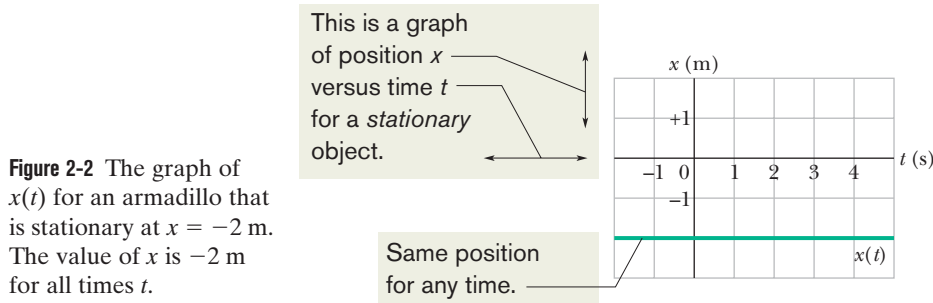 This is a graph
of position x
versus time t
for a stationary
object.
x (m)
+1
t (s)
−1 0 1 2 3 4
−1
x(t)
Same position
for any time.
Figure 2-2 The graph of
x(t) for an armadillo that
is stationary at x = −2 m.
The value of x is −2 m
for all times t.